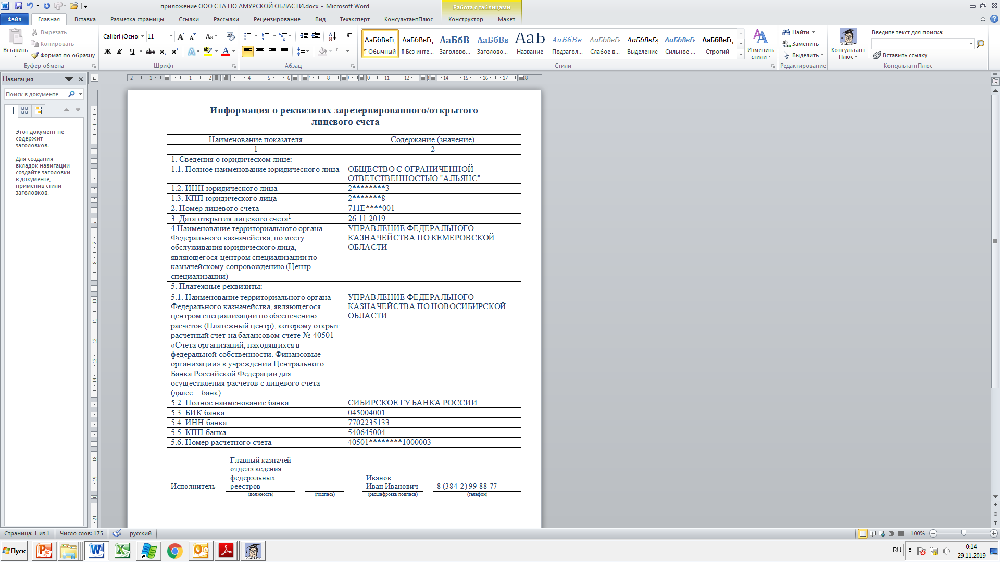 приложение ООО СТА ПО АМУРСКОЙ ОБЛАСТИ.docx - Microsoft Word
Работа с таблицами
Файл Главная Вставка Разметка страницы Ссылки Рассылки Рецензирование Вид Техэксперт КонсультантПлюс Конструктор Макет
Вставить
Вырезать
Копировать
Формат по образцу
Буфер обмена
Calibri (Осно 11
Шрифт
Абзац
АаБбВвГг, АаБбВвГг, АаБбВ: АаБбВв АаБ АаБбВв АаБбВвГг АаБбВвГг АаБбВвГг АаБбВвГг,
¶ Обычный ¶ Без инте... Заголово... Заголово... Название Подзагол... Слабое в... Выделение Сильное ... Строгий
Стили
Изменить стили
Найти
Заменить
Выделить
Редактирование
Консультант Плюс
Введите текст для поиска:
Вставить ссылку
КонсультантПлюс
Навигация
Поиск в документе
Этот документ не
содержит
заголовков.
Для создания
вкладок навигации
создайте заголовки
в документе,
применив стили
заголовков.
Информация о реквизитах зарезервированного/открытого
лицевого счета
Наименование показателя Содержание (значение)
1 2
1. Сведения о юридическом лице:
1.1. Полное наименование юридического лица
ОБЩЕСТВО С ОГРАНИЧЕННОЙ
ОТВЕТСТВЕННОСТЬЮ "АЛЬЯНС"
1.2. ИНН юридического лица 2********3
1.3. КПП юридического лица 2*******8
2. Номер лицевого счета 711Е****001
3. Дата открытия лицевого счета1 26.11.2019
4 Наименование территориального органа
Федерального казначейства, по месту
обслуживания юридического лица,
являющегося центром специализации по
казначейскому сопровождению (Центр
специализации)
УПРАВЛЕНИЕ ФЕДЕРАЛЬНОГО
КАЗНАЧЕЙСТВА ПО КЕМЕРОВСКОЙ
ОБЛАСТИ
5. Платежные реквизиты:
5.1. Наименование территориального органа
Федерального казначейства, являющегося
центром специализации по обеспечению
расчетов (Платежный центр), которому открыт
расчетный счет на балансовом счете № 40501
«Счета организаций, находящихся в
федеральной собственности. Финансовые
организации» в учреждении Центрального
Банка Российской Федерации для
осуществления расчетов с лицевого счета
(далее – банк)
УПРАВЛЕНИЕ ФЕДЕРАЛЬНОГО
КАЗНАЧЕЙСТВА ПО НОВОСИБИРСКОЙ
ОБЛАСТИ
5.2. Полное наименование банка СИБИРСКОЕ ГУ БАНКА РОССИИ
5.3. БИК банка 045004001
5.4. ИНН банка 7702235133
5.5. КПП банка 540645004
5.6. Номер расчетного счета 40501********1000003
Исполнитель
Главный казначей
отдела ведения
федеральных
реестров
(должность)
(подпись)
Иванов
Иван Иванович
(расшифровка подписи)
8 (384-2) 99-88-77
(телефон)
Страница: 1 из 1 Число слов: 175 русский 100%
Пуск
RU
0:14
29.11.2019